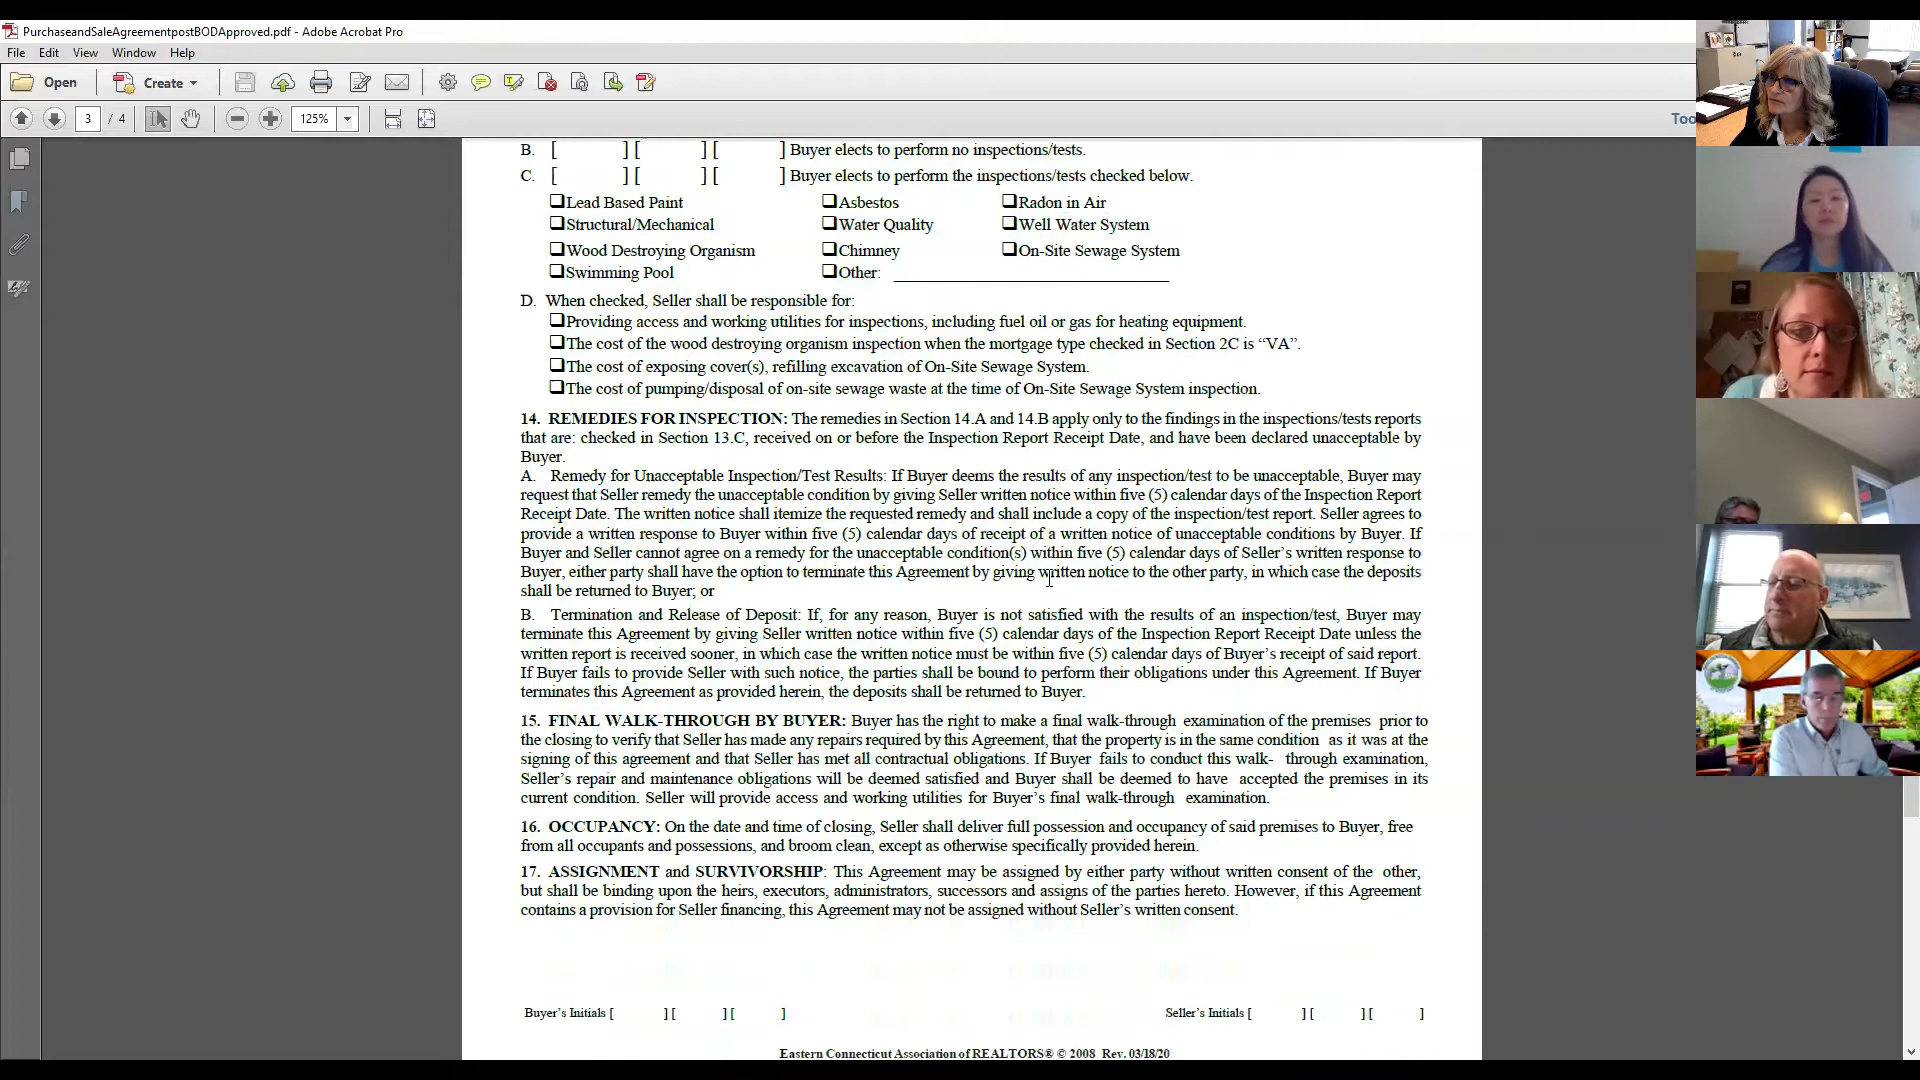 PurchaseandSaleAgreementpostBODApproved.pdf - Adobe Acrobat Pro
File Edit View Window Help
Open Create
3 / 4 125% Too
B. [ ] [ ] [ ] Buyer elects to perform no inspections/tests.
C. [ ] [ ] [ ] Buyer elects to perform the inspections/tests checked below.
❑Lead Based Paint ❑Asbestos ❑Radon in Air
❑Structural/Mechanical ❑Water Quality ❑Well Water System
❑Wood Destroying Organism ❑Chimney ❑On-Site Sewage System
❑Swimming Pool ❑Other: ____________________
D. When checked, Seller shall be responsible for:
❑Providing access and working utilities for inspections, including fuel oil or gas for heating equipment.
❑The cost of the wood destroying organism inspection when the mortgage type checked in Section 2C is “VA”.
❑The cost of exposing cover(s), refilling excavation of On-Site Sewage System.
❑The cost of pumping/disposal of on-site sewage waste at the time of On-Site Sewage System inspection.
14. REMEDIES FOR INSPECTION: The remedies in Section 14.A and 14.B apply only to the findings in the inspections/tests reports
that are: checked in Section 13.C, received on or before the Inspection Report Receipt Date, and have been declared unacceptable by
Buyer.
A. Remedy for Unacceptable Inspection/Test Results: If Buyer deems the results of any inspection/test to be unacceptable, Buyer may
request that Seller remedy the unacceptable condition by giving Seller written notice within five (5) calendar days of the Inspection Report
Receipt Date. The written notice shall itemize the requested remedy and shall include a copy of the inspection/test report. Seller agrees to
provide a written response to Buyer within five (5) calendar days of receipt of a written notice of unacceptable conditions by Buyer. If
Buyer and Seller cannot agree on a remedy for the unacceptable condition(s) within five (5) calendar days of Seller’s written response to
Buyer, either party shall have the option to terminate this Agreement by giving written notice to the other party, in which case the deposits
shall be returned to Buyer; or
B. Termination and Release of Deposit: If, for any reason, Buyer is not satisfied with the results of an inspection/test, Buyer may
terminate this Agreement by giving Seller written notice within five (5) calendar days of the Inspection Report Receipt Date unless the
written report is received sooner, in which case the written notice must be within five (5) calendar days of Buyer’s receipt of said report.
If Buyer fails to provide Seller with such notice, the parties shall be bound to perform their obligations under this Agreement. If Buyer
terminates this Agreement as provided herein, the deposits shall be returned to Buyer.
15. FINAL WALK-THROUGH BY BUYER: Buyer has the right to make a final walk-through examination of the premises prior to
the closing to verify that Seller has made any repairs required by this Agreement, that the property is in the same condition as it was at the
signing of this agreement and that Seller has met all contractual obligations. If Buyer fails to conduct this walk- through examination,
Seller’s repair and maintenance obligations will be deemed satisfied and Buyer shall be deemed to have accepted the premises in its
current condition. Seller will provide access and working utilities for Buyer’s final walk-through examination.
16. OCCUPANCY: On the date and time of closing, Seller shall deliver full possession and occupancy of said premises to Buyer, free
from all occupants and possessions, and broom clean, except as otherwise specifically provided herein.
17. ASSIGNMENT and SURVIVORSHIP: This Agreement may be assigned by either party without written consent of the other,
but shall be binding upon the heirs, executors, administrators, successors and assigns of the parties hereto. However, if this Agreement
contains a provision for Seller financing, this Agreement may not be assigned without Seller’s written consent.
Buyer’s Initials [ ] [ ] [ ] Seller’s Initials [ ] [ ] [ ]
Eastern Connecticut Association of REALTORS® © 2008 Rev. 03/18/20